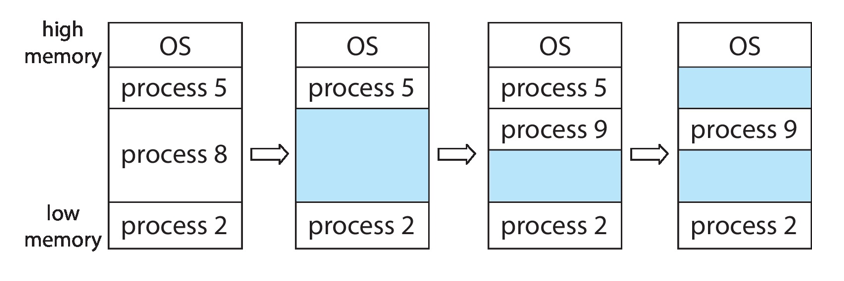 high
memory
OS
process 5
process 8
low
memory
process 2
OS
process 5
process 2
OS
process 5
process 9
process 2
OS
process 9
process 2